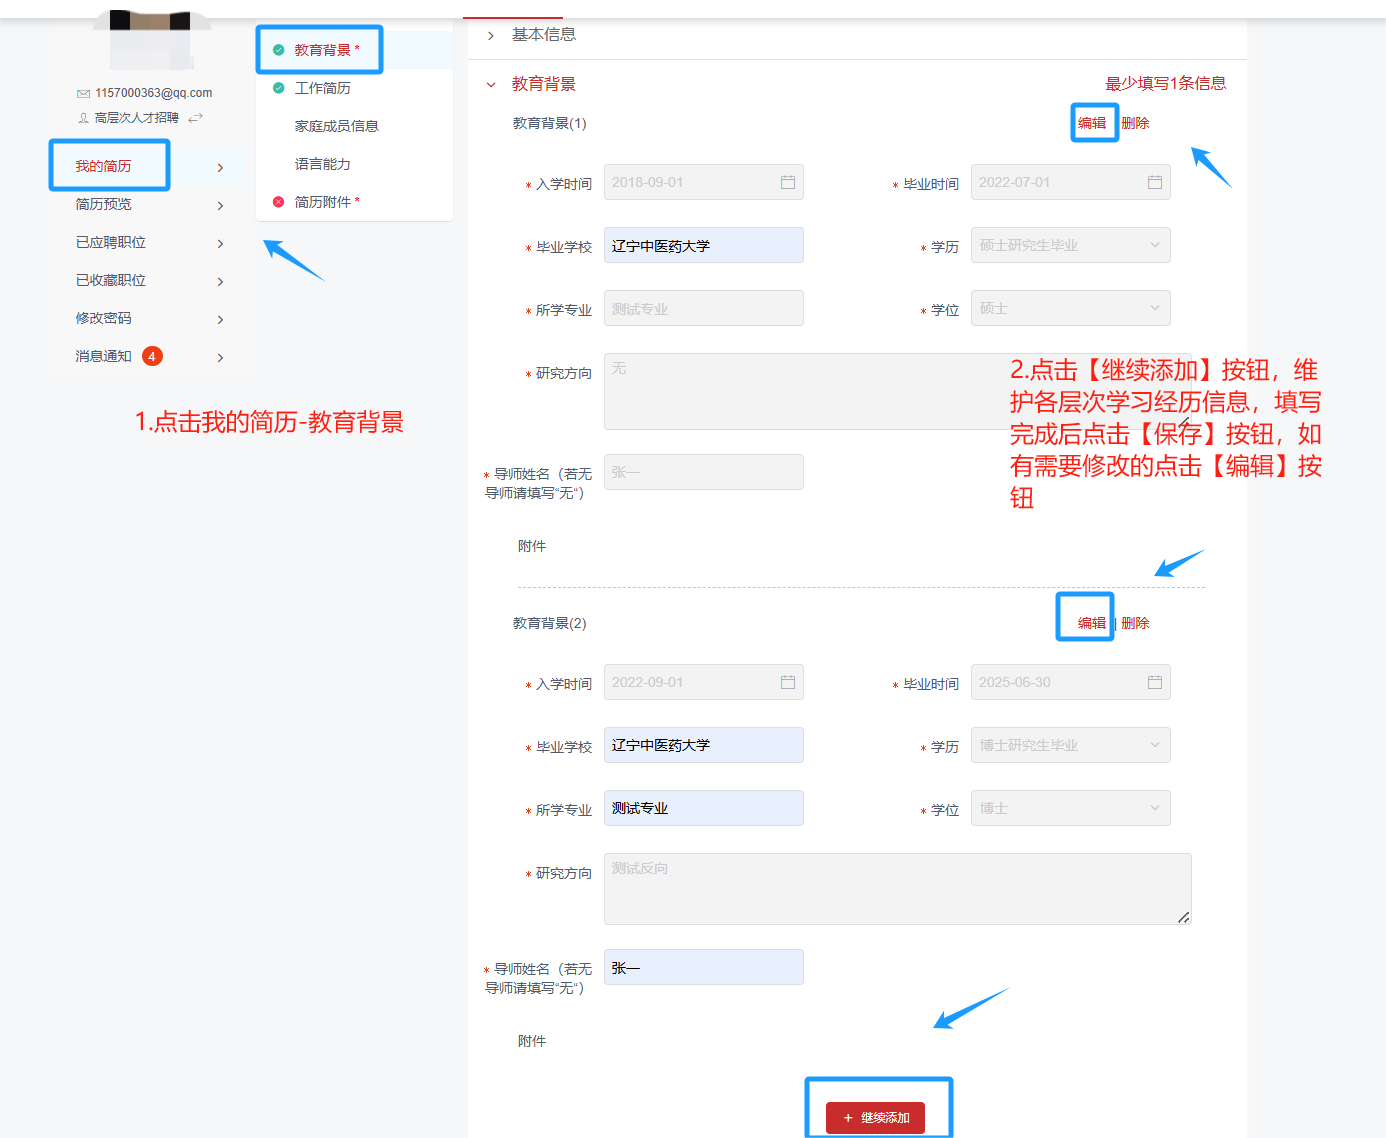 1157000363@qq.com
高层次人才招聘
我的简历
简历预览
已应聘职位
已收藏职位
修改密码
消息通知 4
教育背景 *
工作简历
家庭成员信息
语言能力
简历附件 *
1.点击我的简历-教育背景
基本信息
教育背景 最少填写1条信息
教育背景(1) 编辑 删除
* 入学时间 2018-09-01 * 毕业时间 2022-07-01
* 毕业学校 辽宁中医药大学 * 学历 硕士研究生毕业
* 所学专业 测试专业 * 学位 硕士
* 研究方向 无
2.点击【继续添加】按钮，维
护各层次学习经历信息，填写
完成后点击【保存】按钮，如
有需要修改的点击【编辑】按
钮
* 导师姓名（若无 张一
导师请填写“无“）
附件
教育背景(2) 编辑 | 删除
* 入学时间 2022-09-01 * 毕业时间 2025-06-30
* 毕业学校 辽宁中医药大学 * 学历 博士研究生毕业
* 所学专业 测试专业 * 学位 博士
* 研究方向 测试反向
* 导师姓名（若无 张一
导师请填写“无“）
附件
+ 继续添加